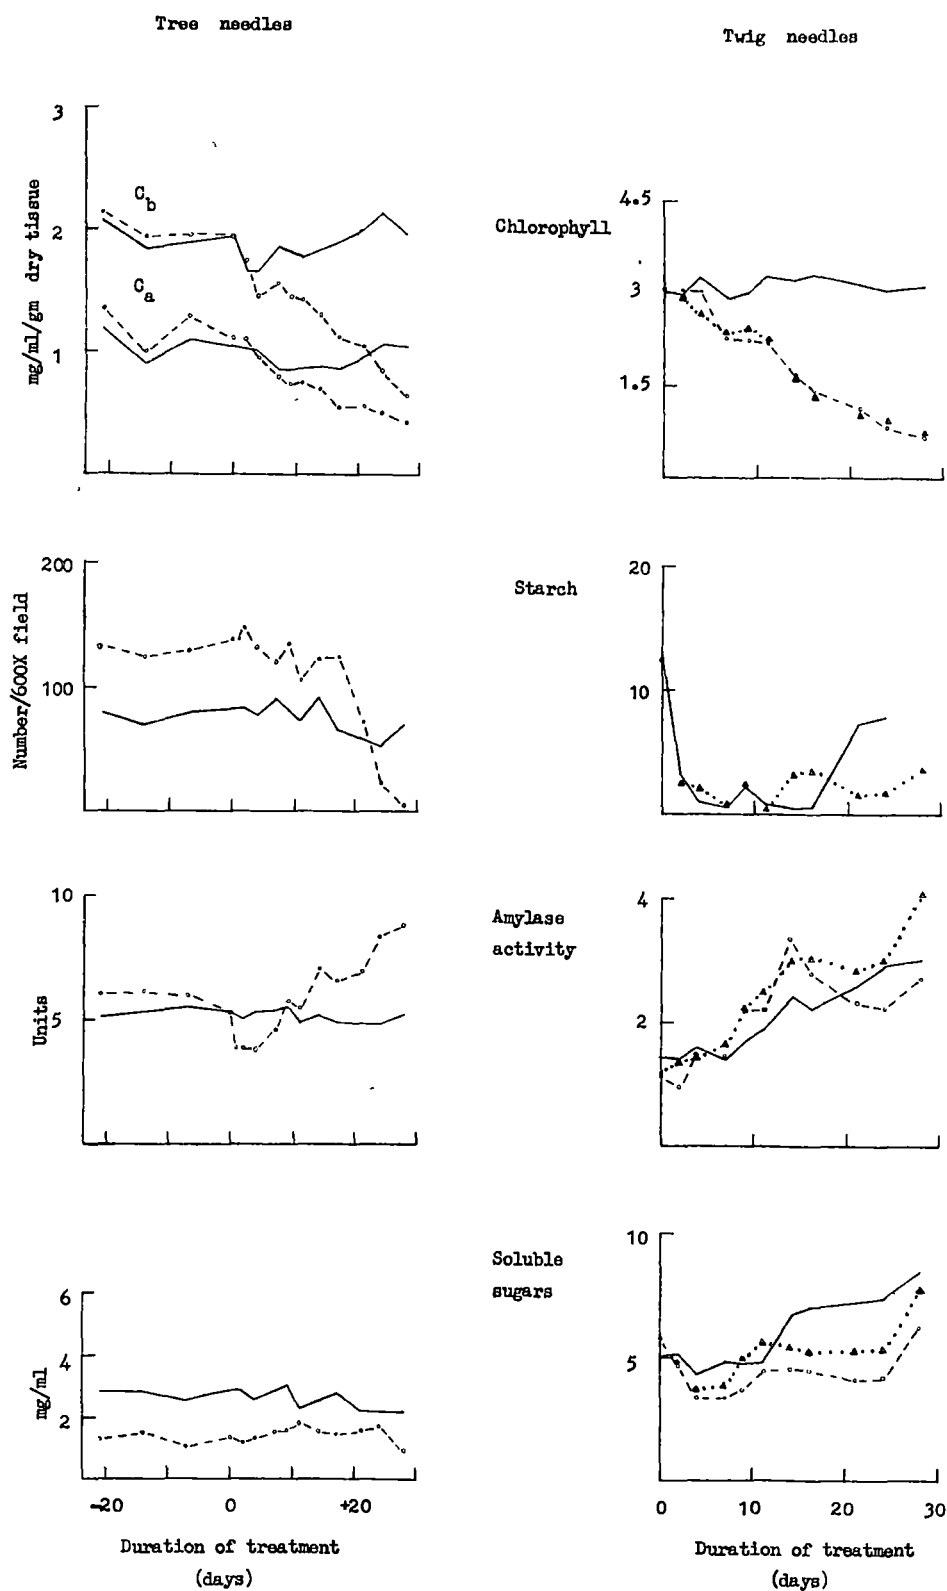 Tree needles
Twig needles
3
2
1
mg/ml/gm dry tissue
C_b
C_a
Chlorophyll
4.5
3
1.5
200
100
Number/600X field
Starch
20
10
10
5
Units
Amylase
activity
4
2
6
4
2
mg/ml
Soluble
sugars
10
5
-20 0 +20
Duration of treatment
(days)
0 10 20 30
Duration of treatment
(days)